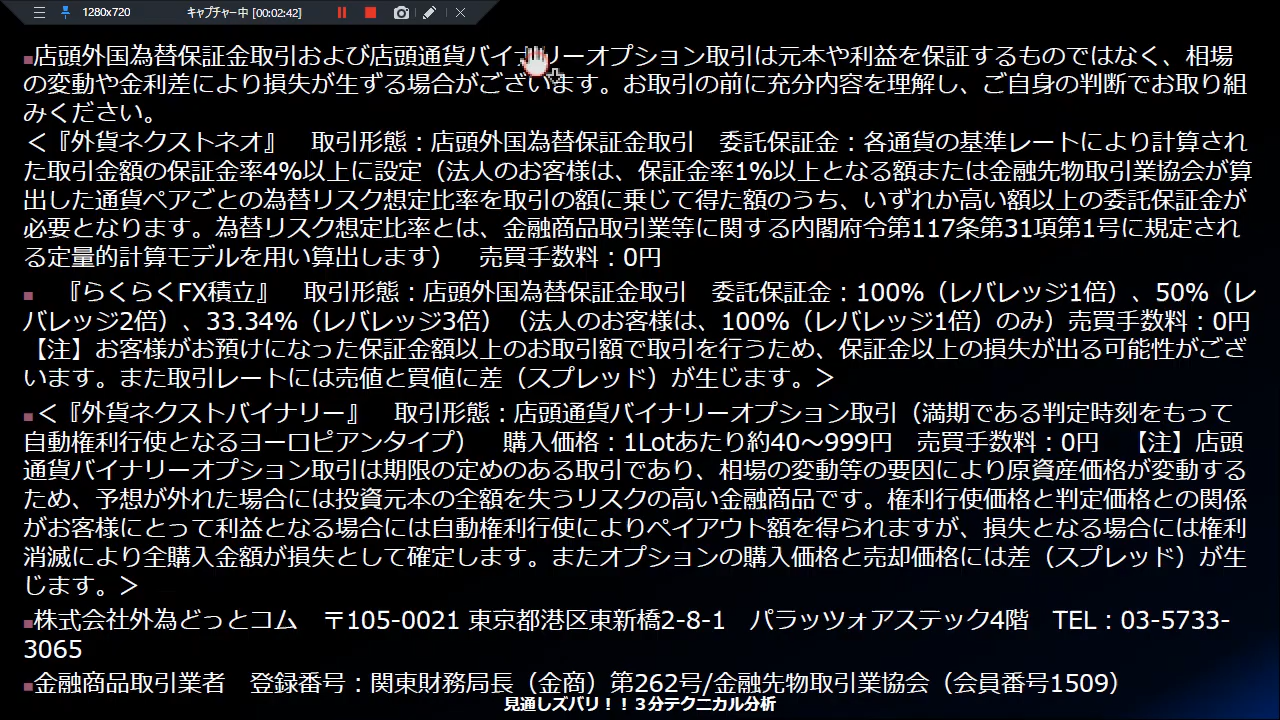 1280x720 キャプチャー中 [00:02:42]
■店頭外国為替保証金取引および店頭通貨バイナリーオプション取引は元本や利益を保証するものではなく、相場
の変動や金利差により損失が生ずる場合がございます。お取引の前に充分内容を理解し、ご自身の判断でお取り組
みください。
＜『外貨ネクストネオ』　取引形態：店頭外国為替保証金取引　委託保証金：各通貨の基準レートにより計算され
た取引金額の保証金率4%以上に設定（法人のお客様は、保証金率1%以上となる額または金融先物取引業協会が算
出した通貨ペアごとの為替リスク想定比率を取引の額に乗じて得た額のうち、いずれか高い額以上の委託保証金が
必要となります。為替リスク想定比率とは、金融商品取引業等に関する内閣府令第117条第31項第1号に規定され
る定量的計算モデルを用い算出します）　売買手数料：0円
■　『らくらくFX積立』　取引形態：店頭外国為替保証金取引　委託保証金：100%（レバレッジ1倍）、50%（レ
バレッジ2倍）、33.34%（レバレッジ3倍）（法人のお客様は、100%（レバレッジ1倍）のみ）売買手数料：0円
【注】お客様がお預けになった保証金額以上のお取引額で取引を行うため、保証金以上の損失が出る可能性がござ
います。また取引レートには売値と買値に差（スプレッド）が生じます。＞
■＜『外貨ネクストバイナリー』　取引形態：店頭通貨バイナリーオプション取引（満期である判定時刻をもって
自動権利行使となるヨーロピアンタイプ）　購入価格：1Lotあたり約40～999円　売買手数料：0円　【注】店頭
通貨バイナリーオプション取引は期限の定めのある取引であり、相場の変動等の要因により原資産価格が変動する
ため、予想が外れた場合には投資元本の全額を失うリスクの高い金融商品です。権利行使価格と判定価格との関係
がお客様にとって利益となる場合には自動権利行使によりペイアウト額を得られますが、損失となる場合には権利
消滅により全購入金額が損失として確定します。またオプションの購入価格と売却価格には差（スプレッド）が生
じます。＞
■株式会社外為どっとコム　〒105-0021 東京都港区東新橋2-8-1　パラッツォアステック4階　TEL：03-5733-
3065
■金融商品取引業者　登録番号：関東財務局長（金商）第262号/金融先物取引業協会（会員番号1509）
見通しズバリ！！３分テクニカル分析